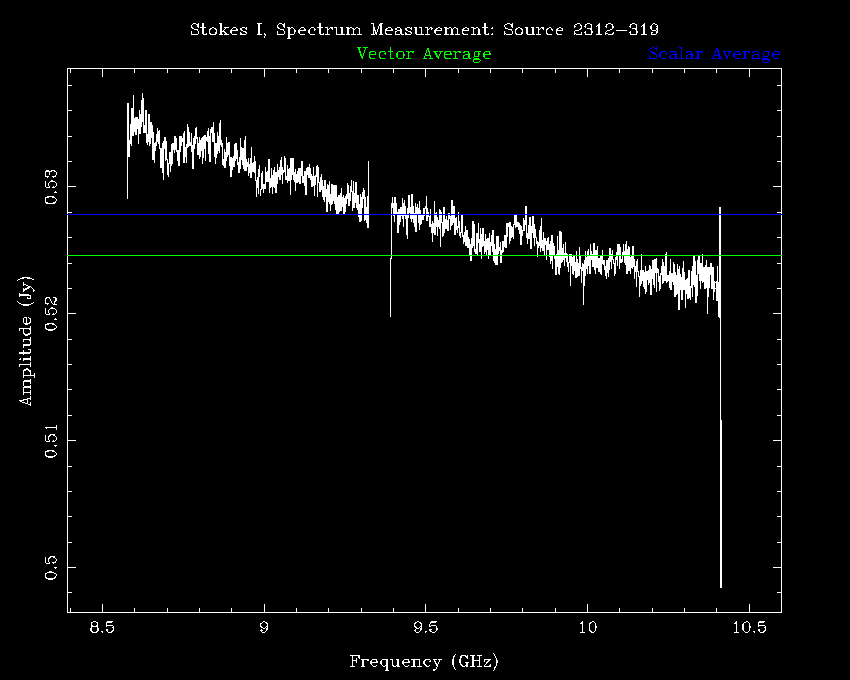 Stokes I, Spectrum Measurement: Source 2312−319
Vector Average Scalar Average
0.53
0.52
0.51
0.5
Amplitude (Jy)
8.5 9 9.5 10 10.5
Frequency (GHz)